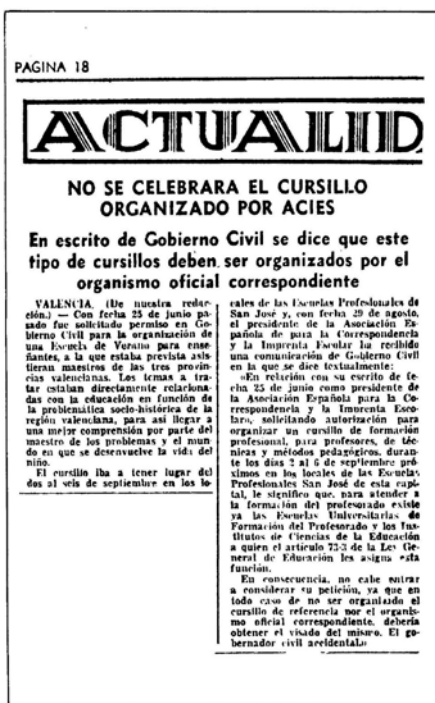 PAGINA 18
ACTUALID
NO SE CELEBRARA EL CURSILLO
ORGANIZADO POR ACIES
En escrito de Gobierno Civil se dice que este
tipo de cursillos deben ser organizados por el
organismo oficial correspondiente
VALENCIA. (De nuestra redac-
ción.) — Con fecha 25 de junio pa-
sado fue solicitado permiso en Go-
bierno Civil para la organización de
una Escuela de Verano para ense-
ñantes, a la que estaba prevista asis-
tieran maestros de las tres provin-
cias valencianas. Los temas a tra-
tar estaban directamente relaciona-
das con la educación en función de
la problemática socio-histórica de la
región valenciana, para así llegar a
una mejor comprensión por parte del
maestro de los problemas y el mun-
do en que se desenvuelve la vida del
niño.
El cursillo iba a tener lugar del
dos al seis de septiembre en los lo-
cales de las Escuelas Profesionales de
San José y, con fecha 29 de agosto,
el presidente de la Asociación Es-
pañola de para la Correspondencia
y la Imprenta Escolar ha recibido
una comunicación de Gobierno Civil
en la que se dice textualmente:
«En relación con su escrito de fe-
cha 25 de junio como presidente de
la Asociación Española para la Co-
rrespondencia y la Imprenta Esco-
lar, solicitando autorización para
organizar un cursillo de formación
profesional, para profesores, de téc-
nicas y métodos pedagógicos, duran-
te los días 2 al 6 de septiembre pró-
ximos en los locales de las Escuelas
Profesionales San José de esta capi-
tal, le significo que, para atender a
la formación del profesorado existe
ya las Escuelas Universitarias de
Formación del Profesorado y los Ins-
titutos de Ciencias de la Educación
a quien el artículo 73-3 de la Ley Ge-
neral de Educación les asigna esta
función.
En consecuencia, no cabe entrar
a considerar su petición, ya que en
todo caso de no ser organizado el
cursillo de referencia por el organis-
mo oficial correspondiente, debería
obtener el visado del mismo. El go-
bernador civil accidental.»